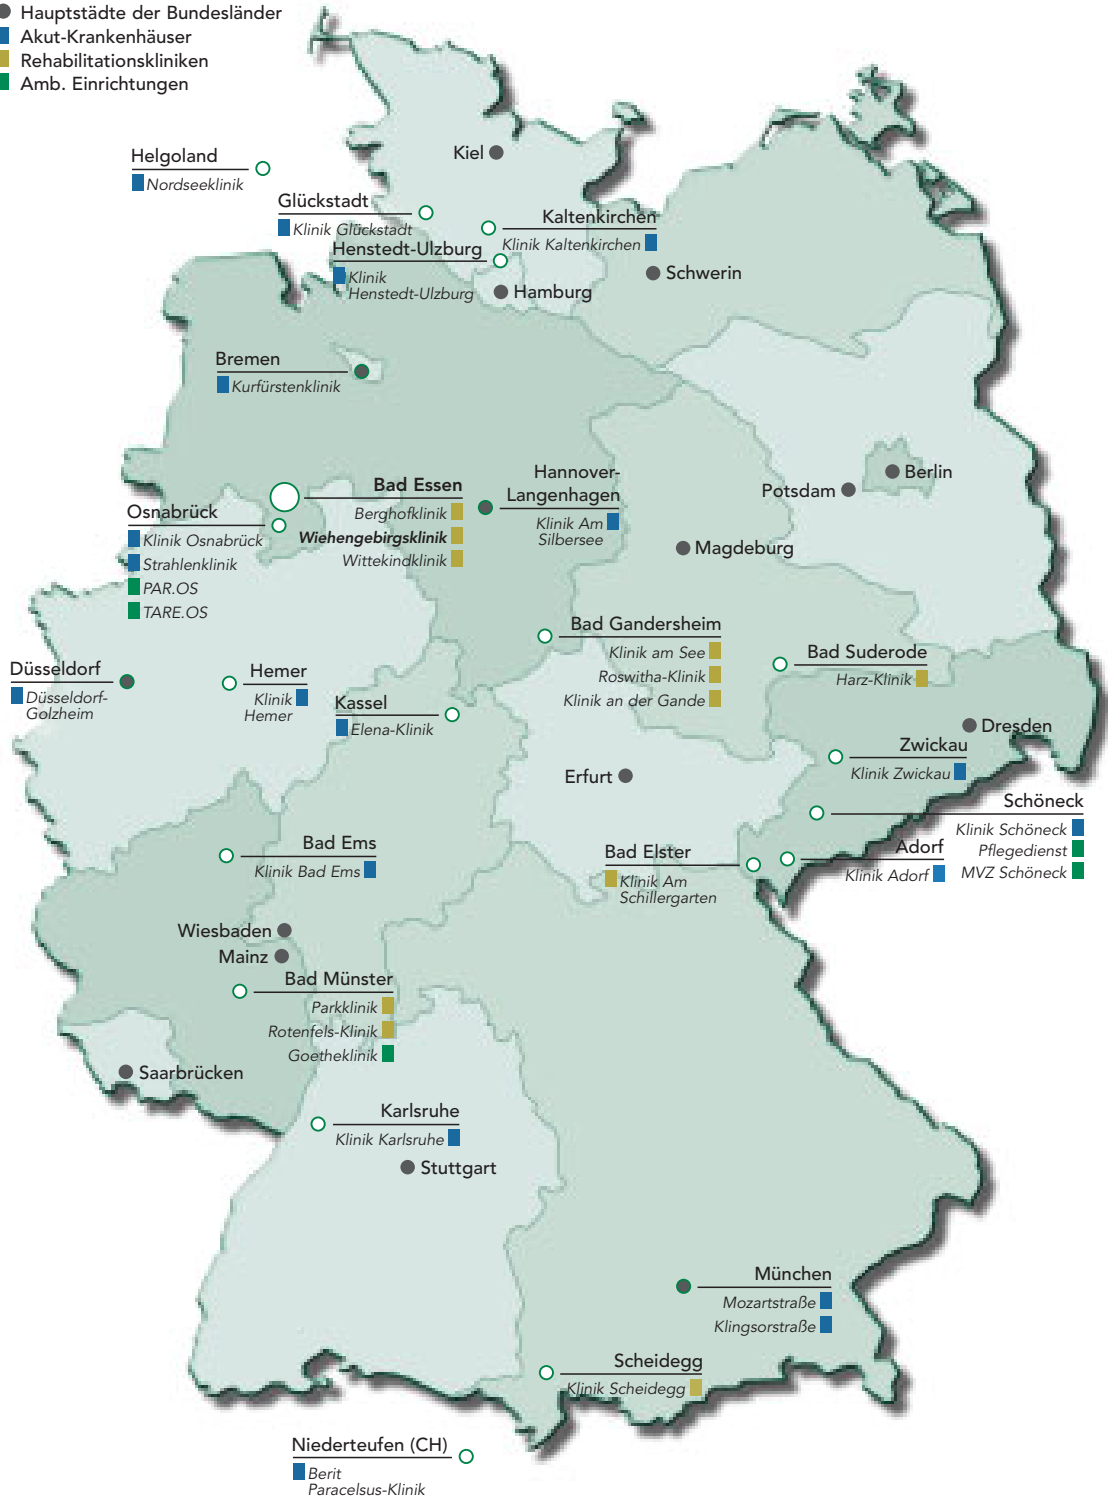 Hauptstädte der Bundesländer
Akut-Krankenhäuser
Rehabilitationskliniken
Amb. Einrichtungen
Kiel
Helgoland
Nordseeklinik
Glückstadt
Klinik Glückstadt
Kaltenkirchen
Klinik Kaltenkirchen
Henstedt-Ulzburg
Klinik
Henstedt-Ulzburg
Schwerin
Hamburg
Bremen
Kurfürstenklinik
Hannover-
Langenhagen
Klinik Am
Silbersee
Berlin
Potsdam
Bad Essen
Berghofklinik
Wiehengebirgsklinik
Wittekindklinik
Osnabrück
Klinik Osnabrück
Strahlenklinik
PAR.OS
TARE.OS
Magdeburg
Bad Gandersheim
Klinik am See
Roswitha-Klinik
Klinik an der Gande
Bad Suderode
Harz-Klinik
Düsseldorf
Düsseldorf-
Golzheim
Hemer
Klinik
Hemer
Kassel
Elena-Klinik
Dresden
Zwickau
Klinik Zwickau
Erfurt
Schöneck
Klinik Schöneck
Pflegedienst
MVZ Schöneck
Adorf
Klinik Adorf
Bad Elster
Klinik Am
Schillergarten
Bad Ems
Klinik Bad Ems
Wiesbaden
Mainz
Bad Münster
Parkklinik
Rotenfels-Klinik
Goetheklinik
Saarbrücken
Karlsruhe
Klinik Karlsruhe
Stuttgart
München
Mozartstraße
Klingsorstraße
Scheidegg
Klinik Scheidegg
Niederteufen (CH)
Berit
Paracelsus-Klinik